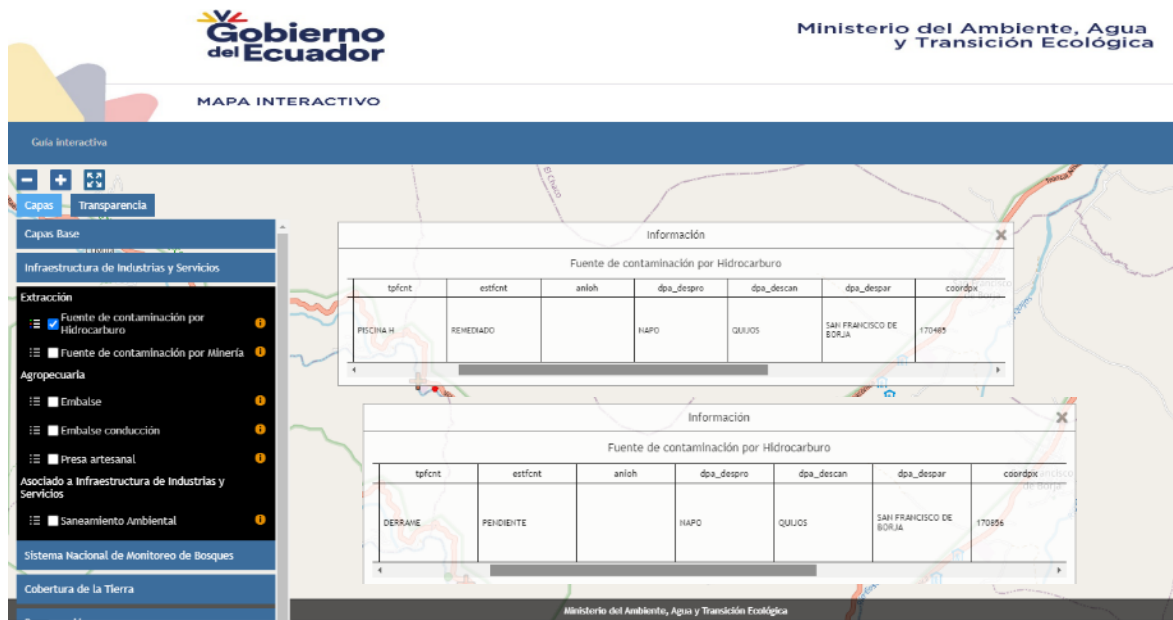 Gobierno
del Ecuador
Ministerio del Ambiente, Agua
y Transición Ecológica
MAPA INTERACTIVO
Guía interactiva
Capas
Transparencia
Capas Base
Infraestructura de Industrias y Servicios
Extracción
Fuente de contaminación por
Hidrocarburo
Fuente de contaminación por Minería
Agropecuaria
Embalse
Embalse conducción
Presa artesanal
Asociado a Infraestructura de Industrias y
Servicios
Saneamiento Ambiental
Sistema Nacional de Monitoreo de Bosques
Cobertura de la Tierra
El Chaco
Información
Fuente de contaminación por Hidrocarburo
tpfcnt estfcnt anloh dpa_despro dpa_descan dpa_despar coordpx
PISCINA H REMEDIADO NAPO QUIJOS SAN FRANCISCO DE
BORJA 170485
Información
Fuente de contaminación por Hidrocarburo
tpfcnt estfcnt anloh dpa_despro dpa_descan dpa_despar coordpx
DERRAME PENDIENTE NAPO QUIJOS SAN FRANCISCO DE
BORJA 170856
Ministerio del Ambiente, Agua y Transición Ecológica